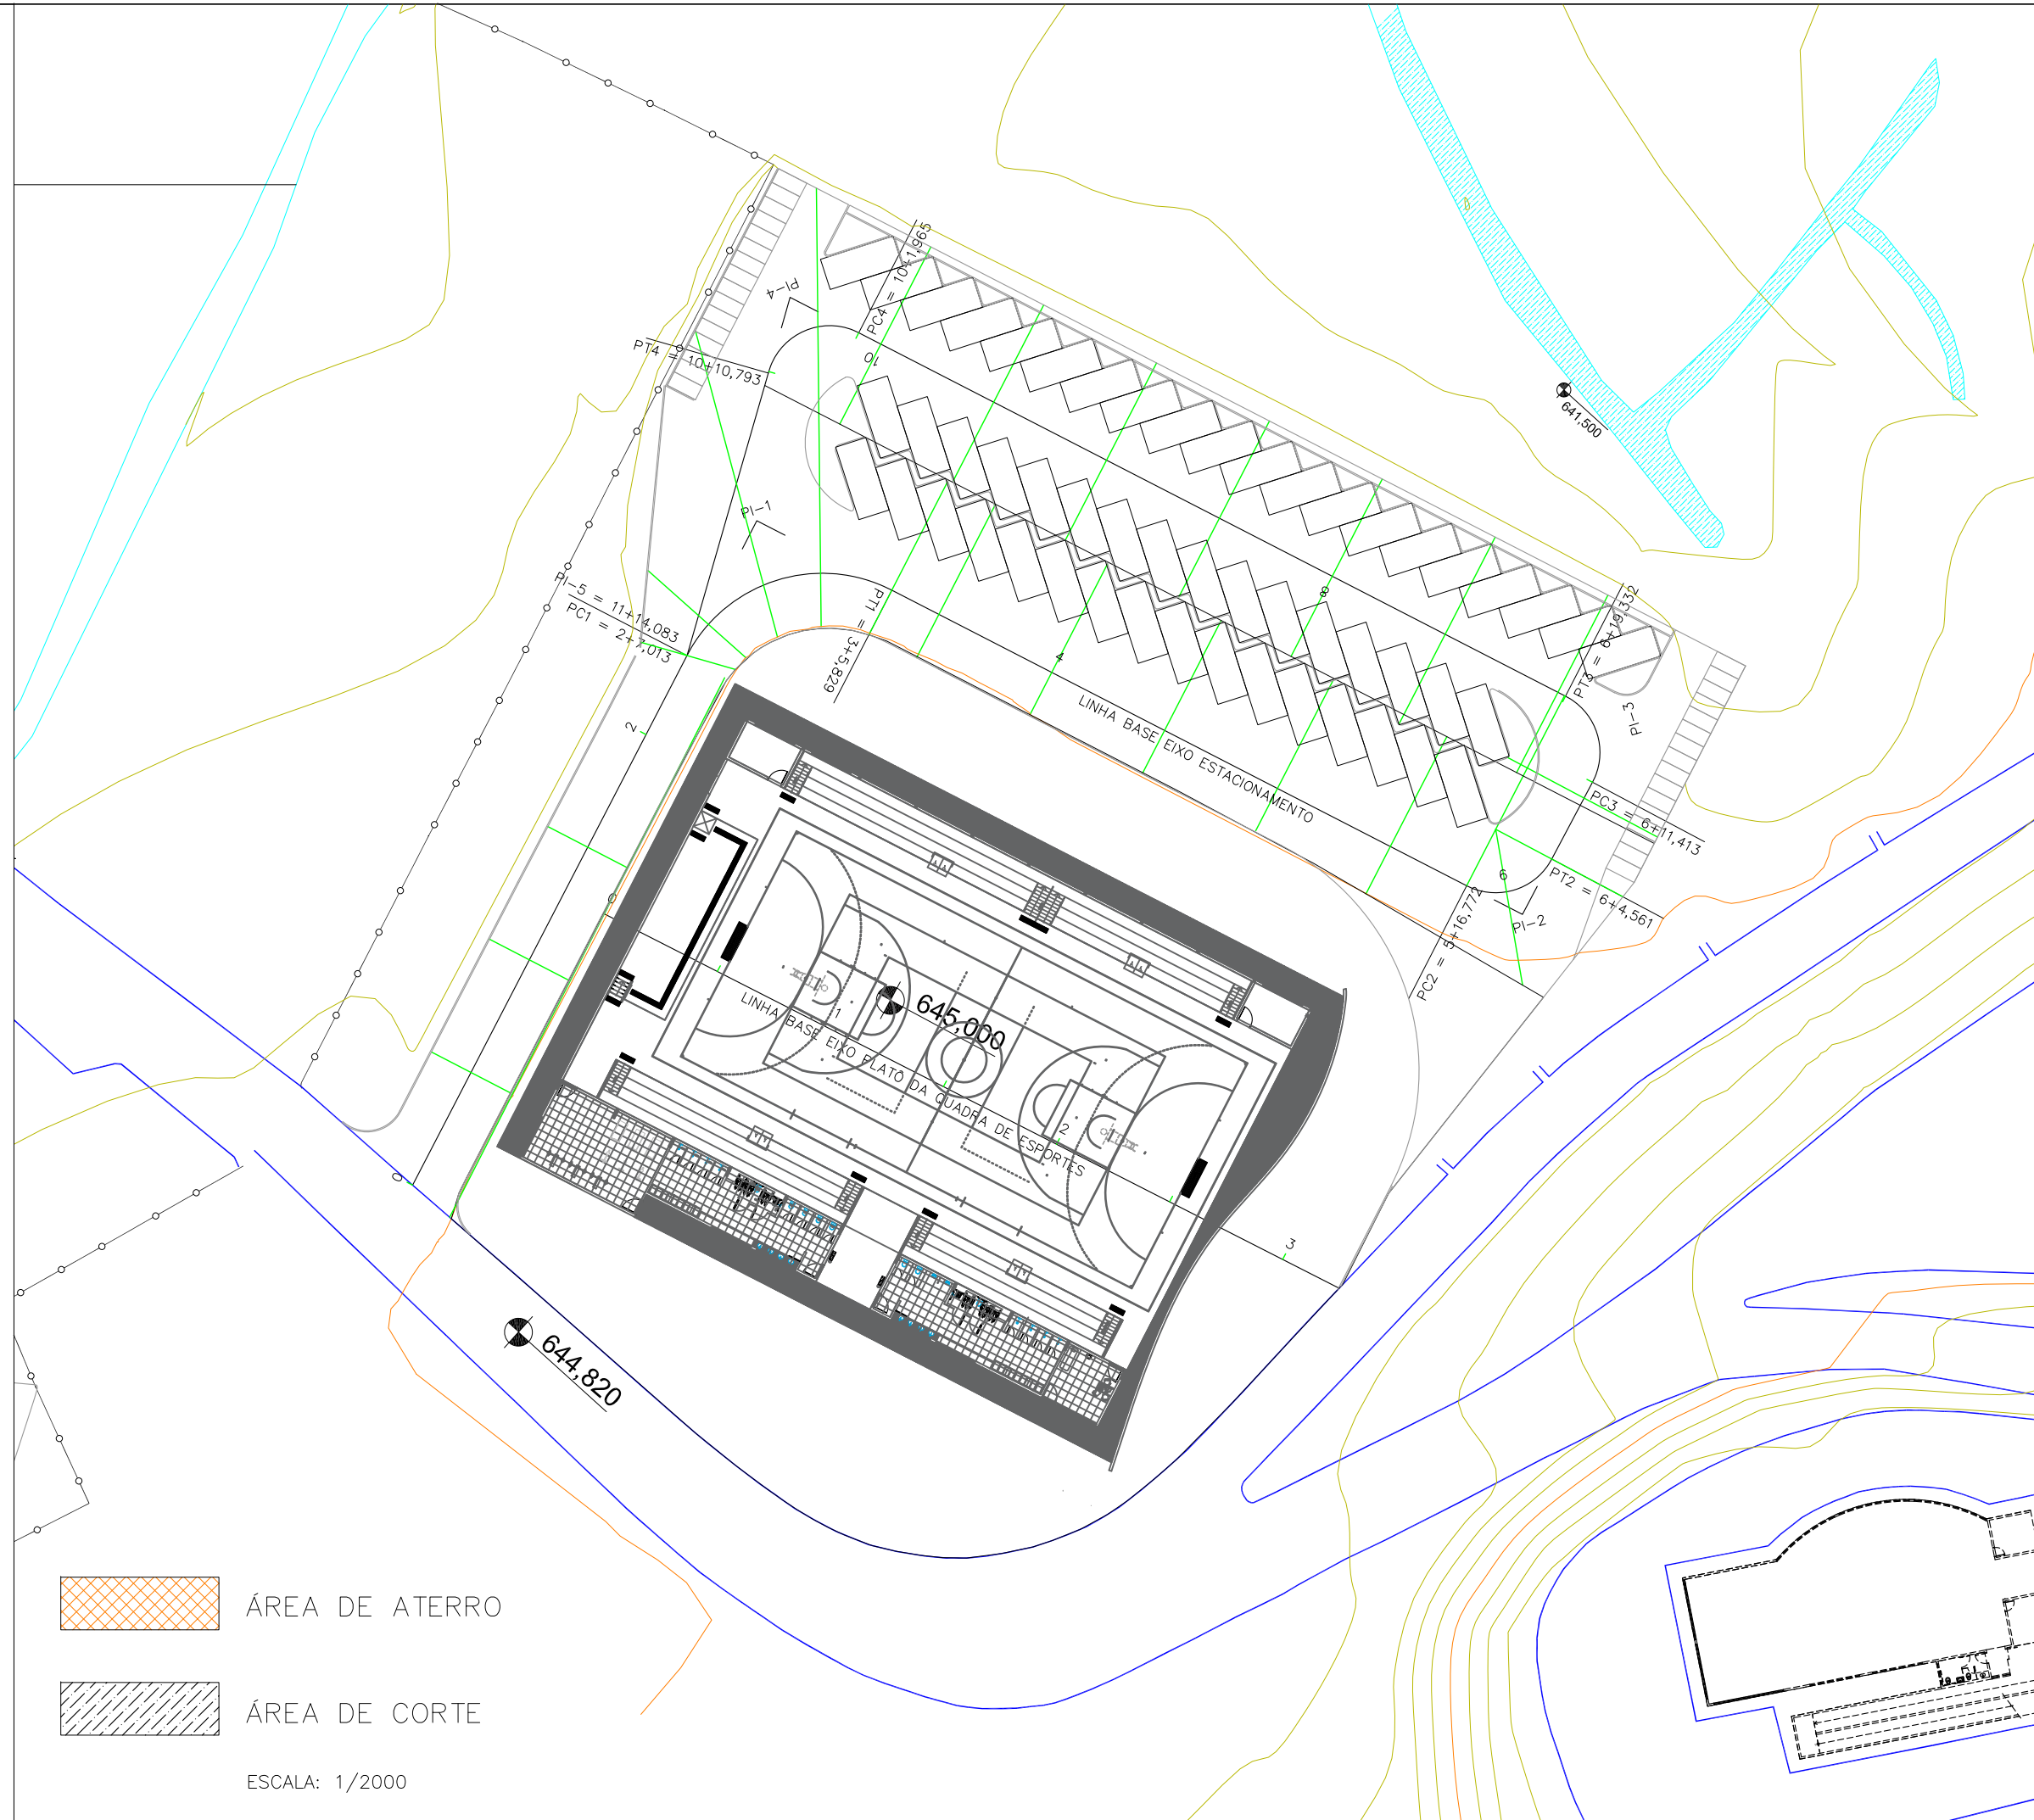 PC4 = 10+1,965
PI-4
PT4 = 10+10,793
10
641,500
PI-1
PI-5 = 11+14,083
PC1 = 2+7,013
PT1 = 3+5,829
8
PT3 = 6+19,332
4
LINHA BASE EIXO ESTACIONAMENTO
PI-3
2
PC3 = 6+11,413
6
PT2 = 6+4,561
PI-2
PC2 = 5+16,772
0
1
645,000
LINHA BASE EIXO PLATÔ DA QUADRA DE ESPORTES
2
0
3
644,820
ÁREA DE ATERRO
ÁREA DE CORTE
ESCALA: 1/2000